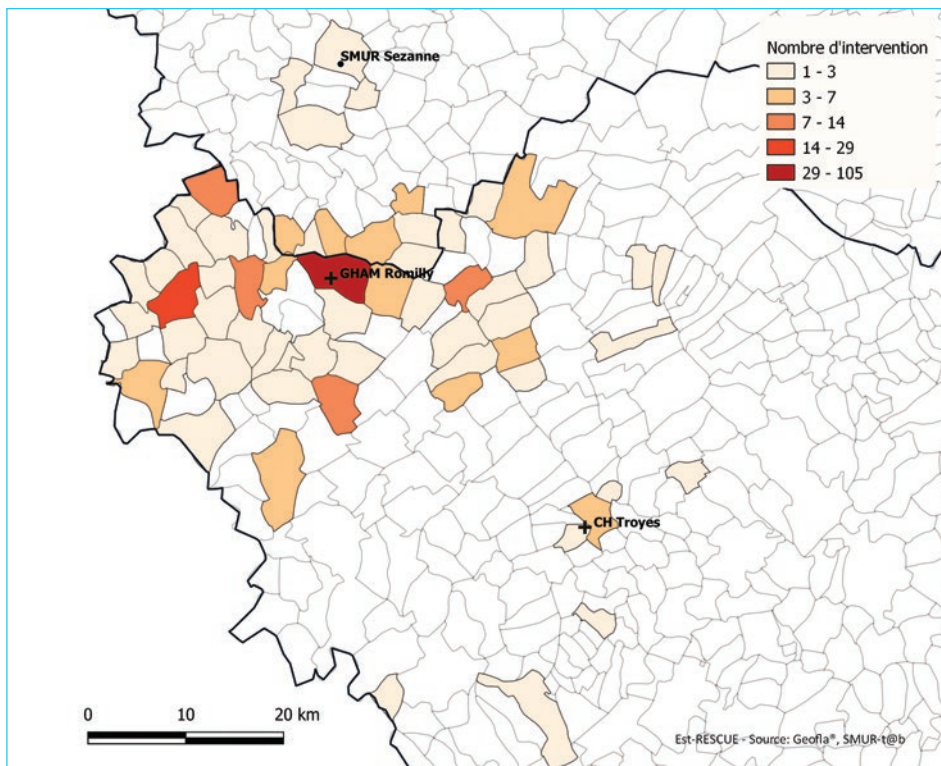 SMUR Sezanne
Nombre d'intervention
1 - 3
3 - 7
7 - 14
14 - 29
29 - 105
GHAM Romilly
CH Troyes
0 10 20 km
Est-RESCUE - Source: Geofla®, SMUR-t@b